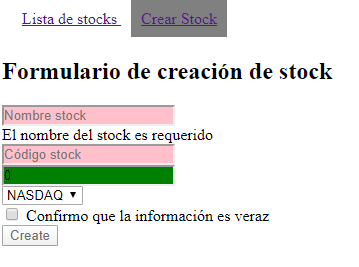 Lista de stocks Crear Stock
Formulario de creación de stock
Nombre stock
El nombre del stock es requerido
Código stock
0
NASDAQ
Confirmo que la información es veraz
Create